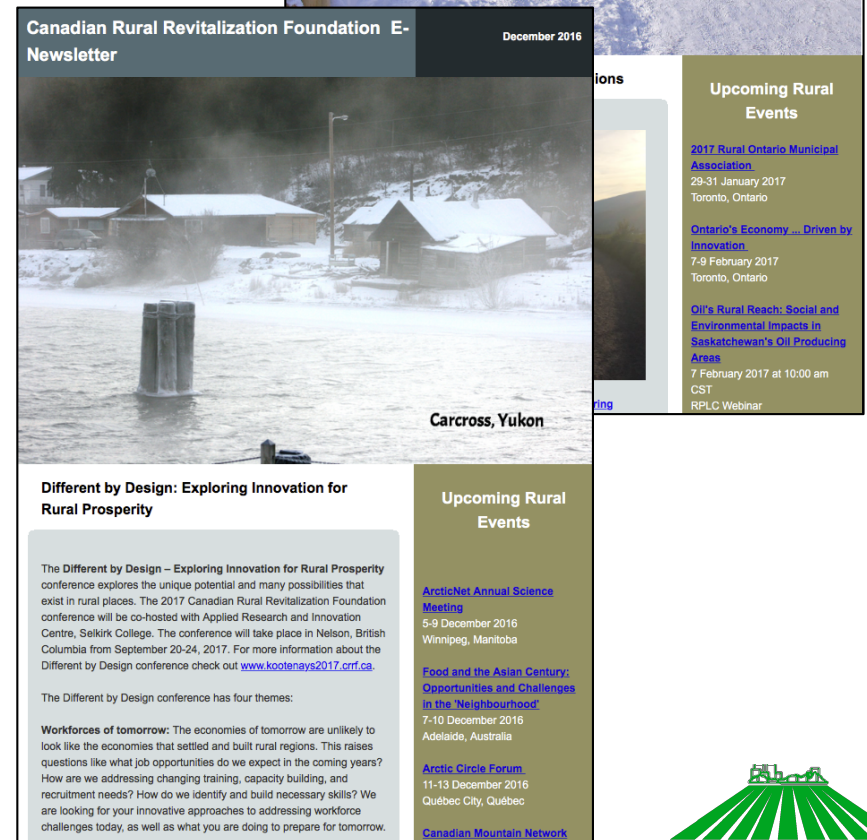 Canadian Rural Revitalization Foundation E-
Newsletter
December 2016
Carcross, Yukon
Different by Design: Exploring Innovation for
Rural Prosperity
The Different by Design – Exploring Innovation for Rural Prosperity
conference explores the unique potential and many possibilities that
exist in rural places. The 2017 Canadian Rural Revitalization Foundation
conference will be co-hosted with Applied Research and Innovation
Centre, Selkirk College. The conference will take place in Nelson, British
Columbia from September 20-24, 2017. For more information about the
Different by Design conference check out www.kootenays2017.crrf.ca.
The Different by Design conference has four themes:
Workforces of tomorrow: The economies of tomorrow are unlikely to
look like the economies that settled and built rural regions. This raises
questions like what job opportunities do we expect in the coming years?
How are we addressing changing training, capacity building, and
recruitment needs? How do we identify and build necessary skills? We
are looking for your innovative approaches to addressing workforce
challenges today, as well as what you are doing to prepare for tomorrow.
Upcoming Rural
Events
ArcticNet Annual Science
Meeting
5-9 December 2016
Winnipeg, Manitoba
Food and the Asian Century:
Opportunities and Challenges
in the 'Neighbourhood'
7-10 December 2016
Adelaide, Australia
Arctic Circle Forum
11-13 December 2016
Québec City, Québec
Canadian Mountain Network
ions
ring
Upcoming Rural
Events
2017 Rural Ontario Municipal
Association
29-31 January 2017
Toronto, Ontario
Ontario's Economy ... Driven by
Innovation
7-9 February 2017
Toronto, Ontario
Oil's Rural Reach: Social and
Environmental Impacts in
Saskatchewan's Oil Producing
Areas
7 February 2017 at 10:00 am
CST
RPLC Webinar